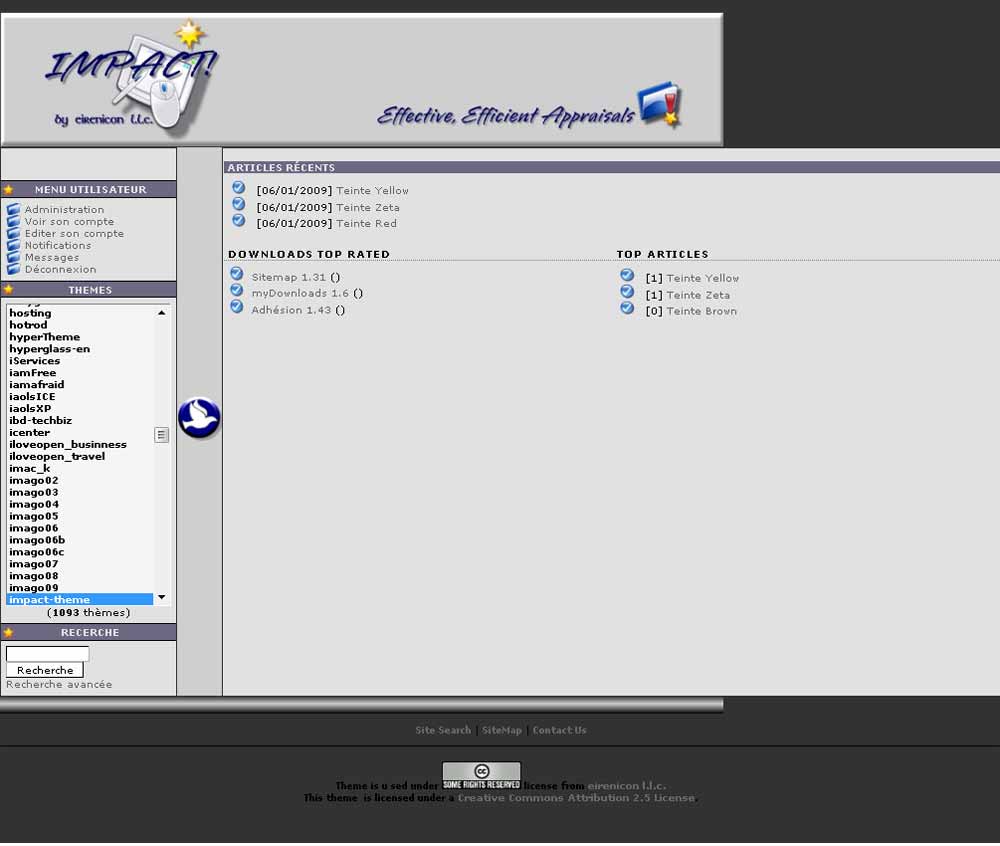 IMPACT!
by eirenicon l.l.c.
Effective, Efficient Appraisals
MENU UTILISATEUR
Administration
Voir son compte
Editer son compte
Notifications
Messages
Déconnexion
THEMES
hosting
hotrod
hyperTheme
hyperglass-en
iServices
iamFree
iamafraid
iaolsICE
iaolsXP
ibd-techbiz
icenter
iloveopen_businness
iloveopen_travel
imac_k
imago02
imago03
imago04
imago05
imago06
imago06b
imago06c
imago07
imago08
imago09
impact-theme
(1093 thèmes)
RECERCHE
Recherche
Recherche avancée
ARTICLES RÉCENTS
[06/01/2009] Teinte Yellow
[06/01/2009] Teinte Zeta
[06/01/2009] Teinte Red
DOWNLOADS TOP RATED
Sitemap 1.31 ()
myDownloads 1.6 ()
Adhésion 1.43 ()
TOP ARTICLES
[1] Teinte Yellow
[1] Teinte Zeta
[0] Teinte Brown
Site Search | SiteMap | Contact Us
cc
SOME RIGHTS RESERVED
Theme is u sed under license from eirenicon l.l.c.
This theme is licensed under a Creative Commons Attribution 2.5 License.